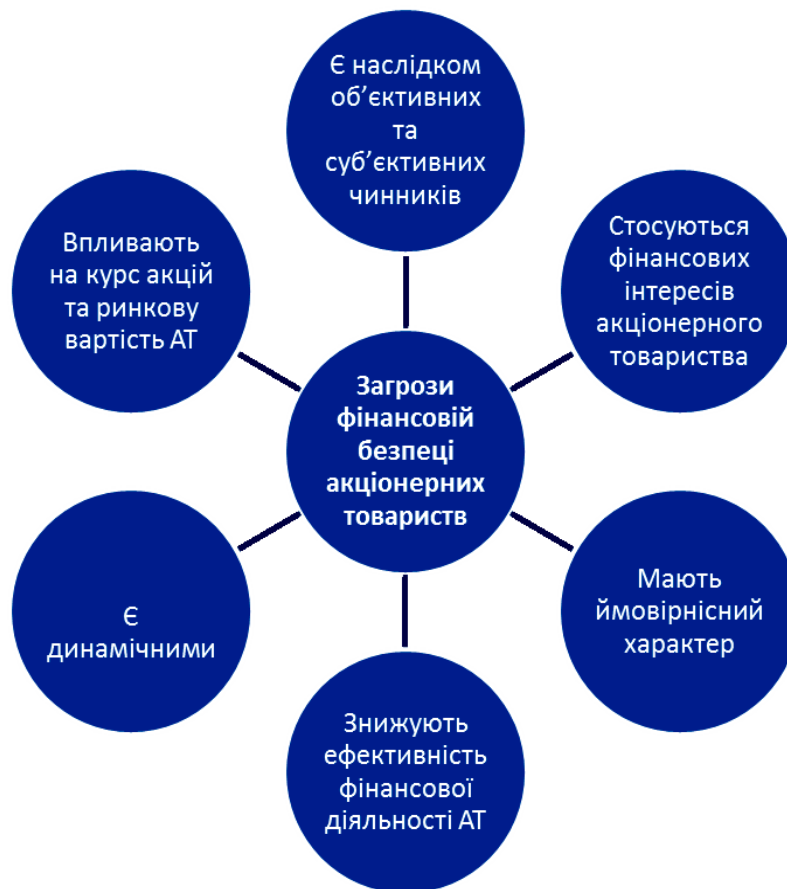 Є наслідком
об’єктивних
та
суб’єктивних
чинників
Впливають
на курс акцій
та ринкову
вартість АТ
Стосуються
фінансових
інтересів
акціонерного
товариства
Загрози
фінансовій
безпеці
акціонерних
товариств
Є
динамічними
Мають
ймовірнісний
характер
Знижують
ефективність
фінансової
діяльності АТ